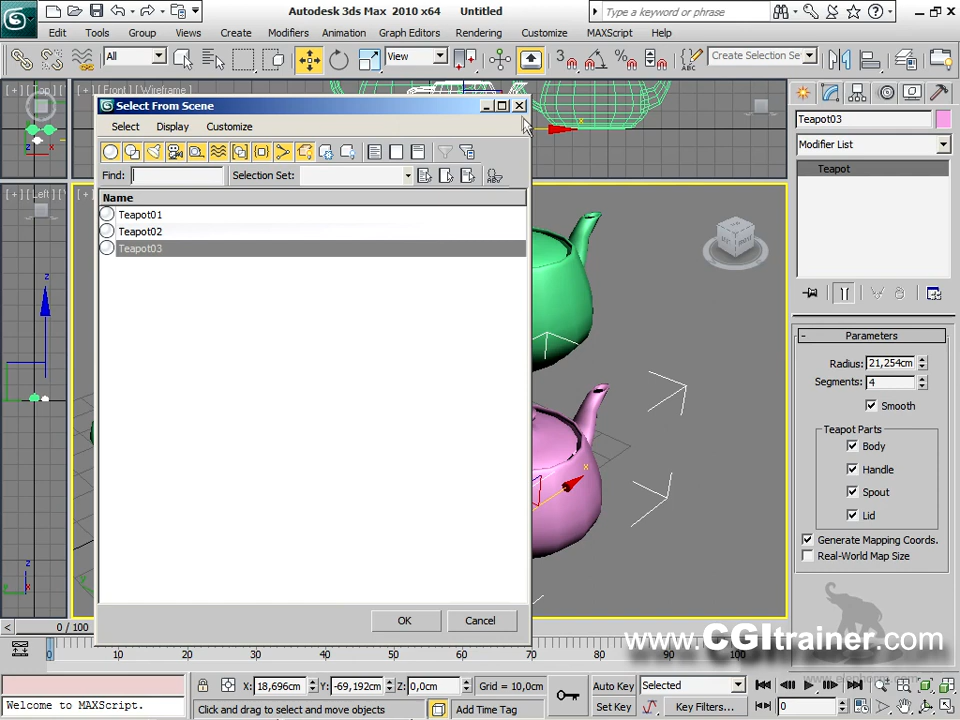 Autodesk 3ds Max 2010 x64 Untitled
Type a keyword or phrase
Edit Tools Group Views Create Modifiers Animation Graph Editors Rendering Customize MAXScript Help
All View Create Selection Se
[ + ] [ Top ] [ + ] [ Front ] [ Wireframe ]
Select From Scene
Select Display Customize
Find: Selection Set:
Name
Teapot01
Teapot02
Teapot03
OK Cancel
[ + ] [ Left ]
Teapot03
Modifier List
Teapot
Parameters
Radius: 21,254cm
Segments: 4
Smooth
Teapot Parts
Body
Handle
Spout
Lid
Generate Mapping Coords.
Real-World Map Size
0 / 100
www.CGItrainer.com
0 10 20 30 40 50 60 70 80 90
X: 18,696cm Y: -69,192cm Z: 0,0cm Grid = 10,0cm
Auto Key Selected
Welcome to MAXScript.
Click and drag to select and move objects
Add Time Tag
Set Key Key Filters... 0